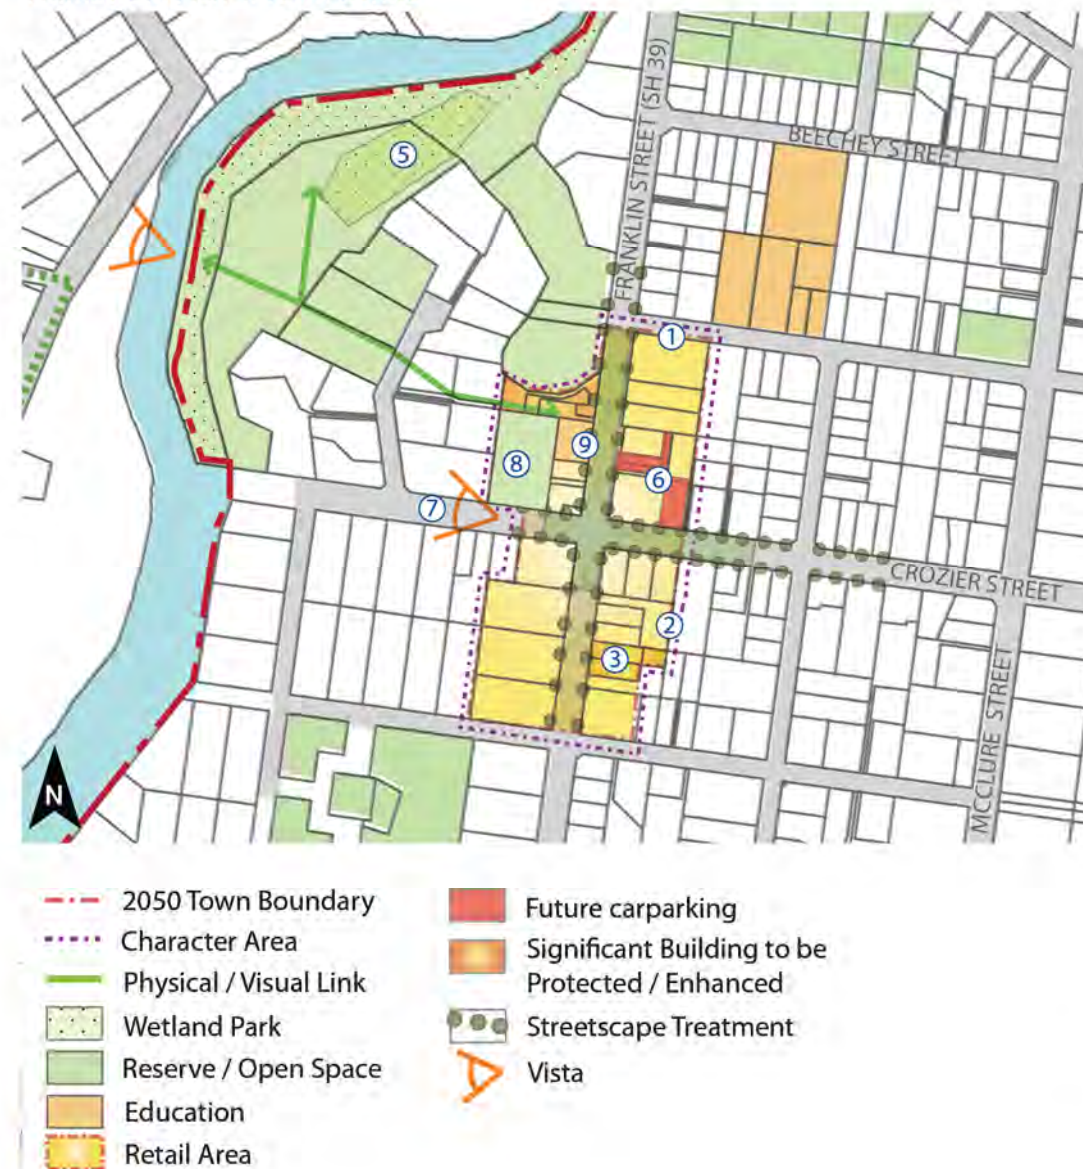 BEECHEY STREET
FRANKLIN STREET (SH 39)
5
1
9
8
6
7
CROZIER STREET
2
3
MCCLURE STREET
N
2050 Town Boundary
Character Area
Physical / Visual Link
Wetland Park
Reserve / Open Space
Education
Retail Area
Future carparking
Significant Building to be
Protected / Enhanced
Streetscape Treatment
Vista